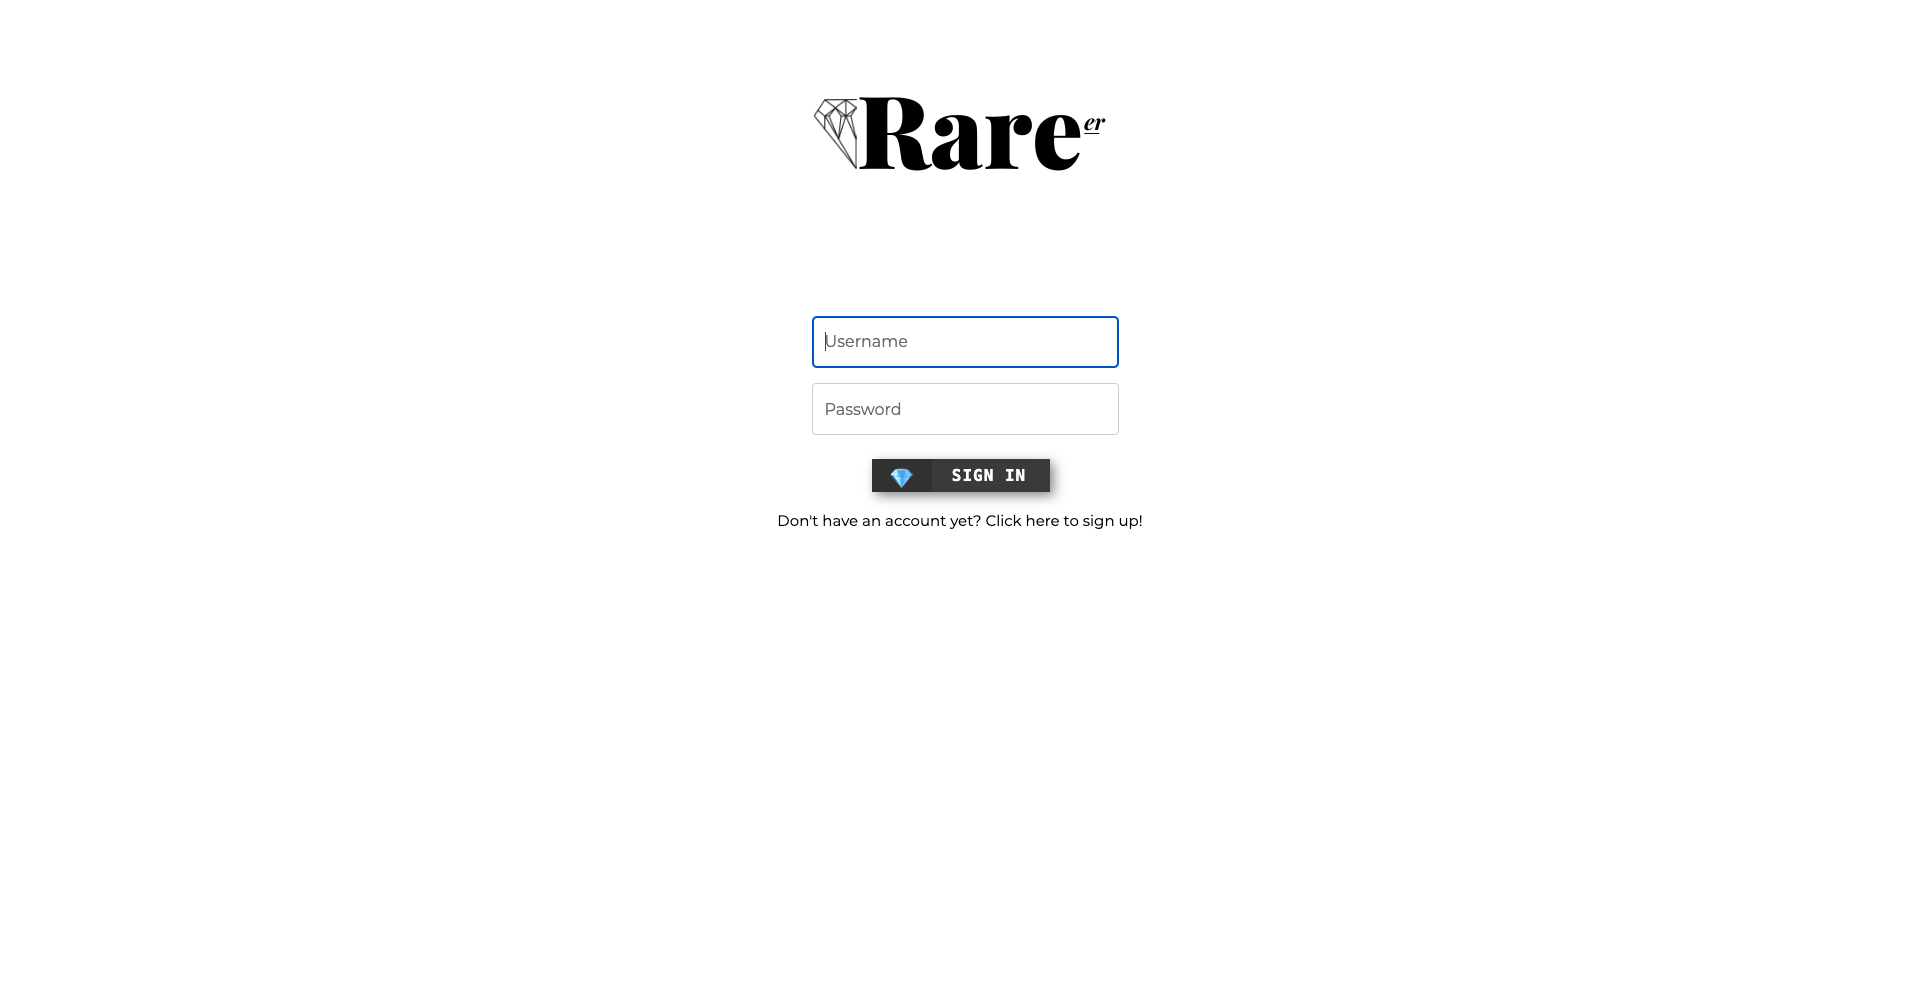 Rare er
Username
Password
SIGN IN
Don't have an account yet? Click here to sign up!